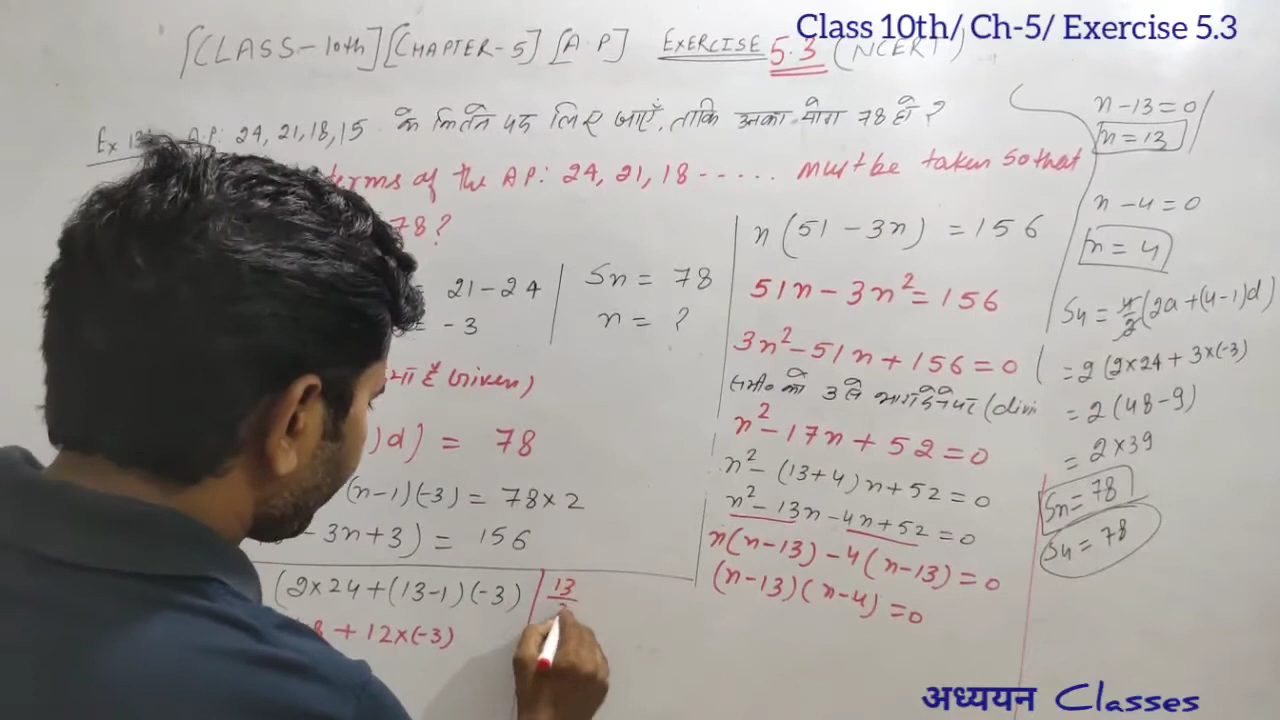 Class 10th/ Ch-5/ Exercise 5.3
[CLASS-10th] [CHAPTER-5] [A.P] EXERCISE 5.3 (NCERT)
Ex 13: A.P: 24, 21, 18, 15 के कितने पद लिए जाएँ, ताकि उनका योग 78 हो ?
terms of the AP: 24, 21, 18 ..... must be taken so that
78?
21 - 24
= -3
Sn = 78
n = ?
Given)
)d] = 78
(n-1)(-3) = 78×2
- 3n+3) = 156
(2×24+(13-1)(-3)
+ 12×(-3)
13
n(51-3n) = 156
51n-3n²=156
3n²-51n+156=0
3 से भाग देने पर
n²-17n+52=0
n²-(13+4)n+52=0
n²-13n-4n+52=0
n(n-13)-4(n-13)=0
(n-13)(n-4)=0
n-13=0
n=13
n-4=0
n=4
S4=4/2(2a+(4-1)d)
=2(2×24+3×(-3)
=2(48-9)
=2×39
Sn=78
S4=78
अध्ययन Classes